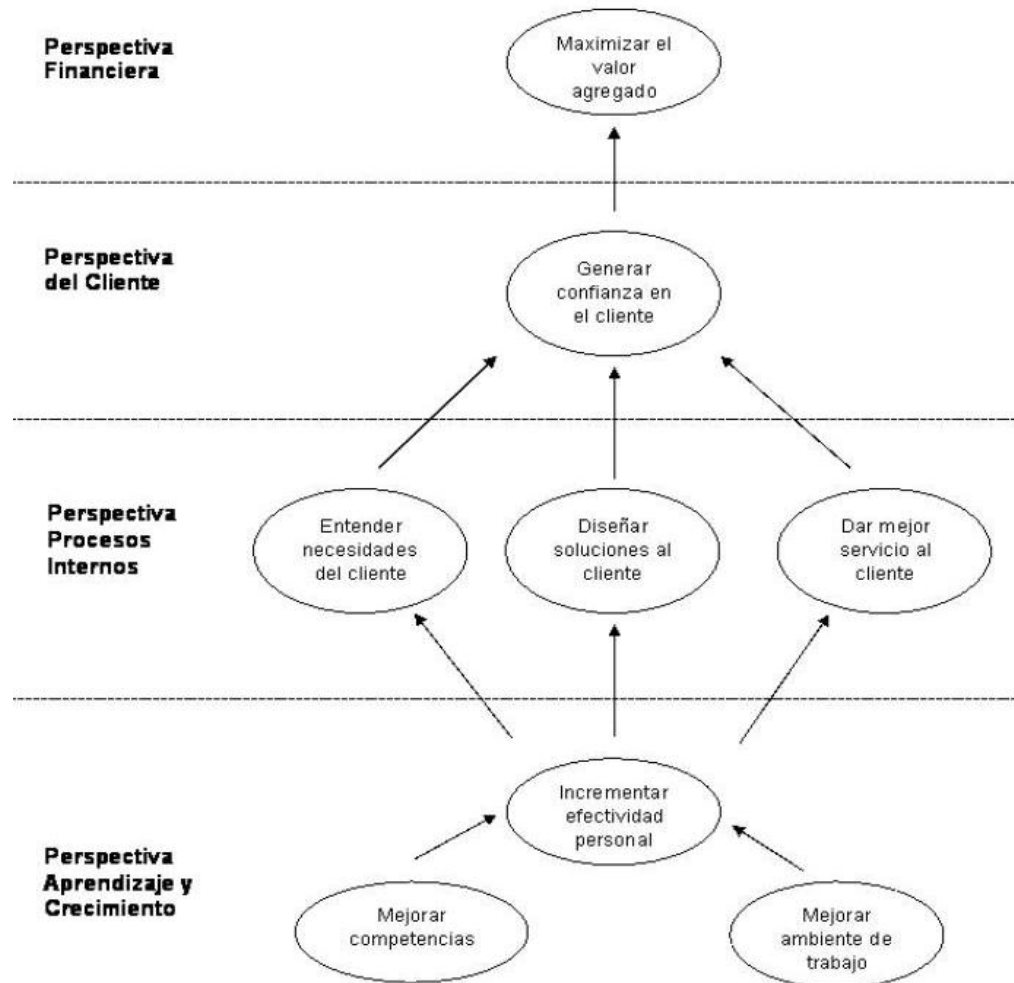 Perspectiva
Financiera
Maximizar el
valor
agregado
Perspectiva
del Cliente
Generar
confianza en
el cliente
Perspectiva
Procesos
Internos
Entender
necesidades
del cliente
Diseñar
soluciones al
cliente
Dar mejor
servicio al
cliente
Perspectiva
Aprendizaje y
Crecimiento
Incrementar
efectividad
personal
Mejorar
competencias
Mejorar
ambiente de
trabajo